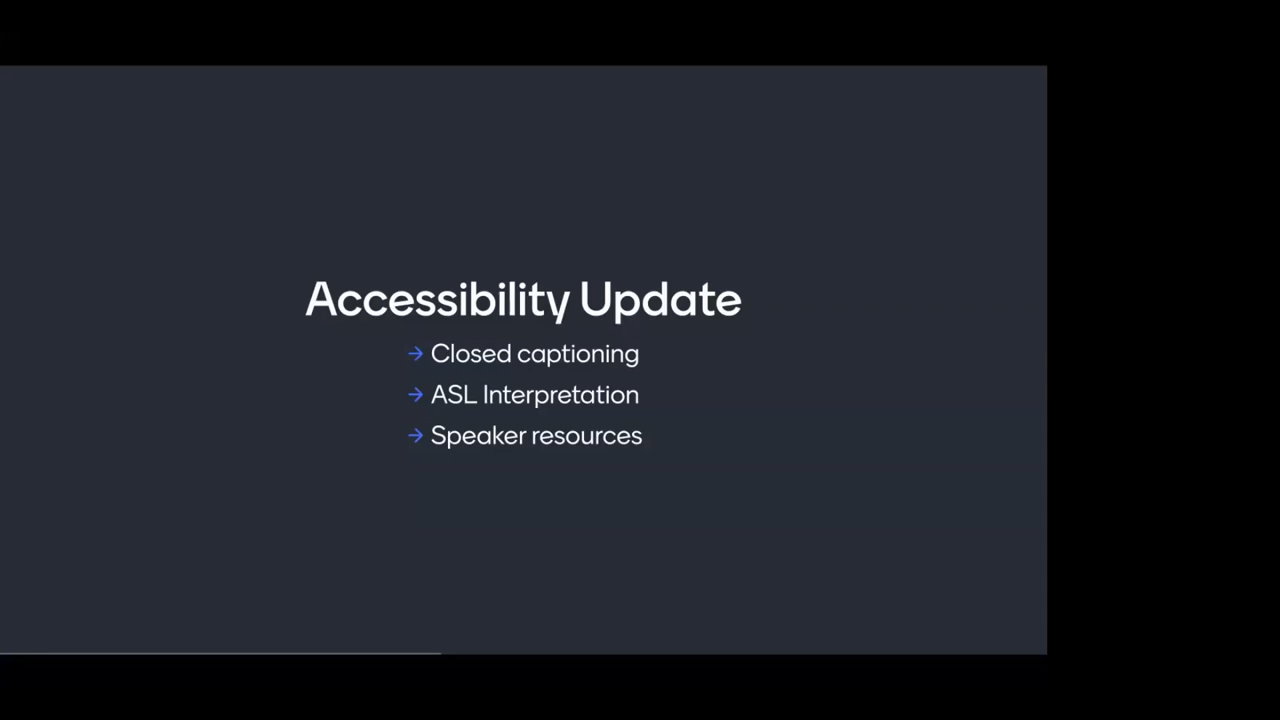 Accessibility Update
→ Closed captioning
→ ASL Interpretation
→ Speaker resources